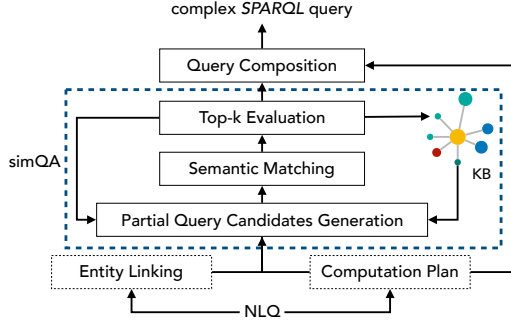 complex SPARQL query
Query Composition
Top-k Evaluation
simQA
Semantic Matching
KB
Partial Query Candidates Generation
Entity Linking
Computation Plan
NLQ